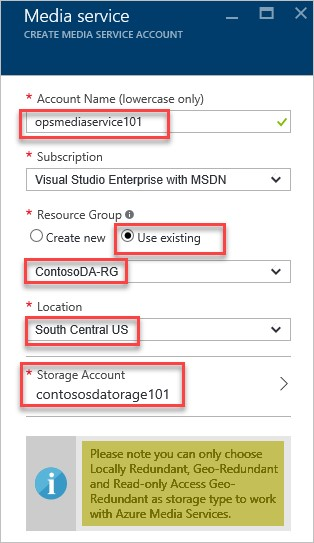 Media service
CREATE MEDIA SERVICE ACCOUNT
* Account Name (lowercase only)
opsmediaservice101
* Subscription
Visual Studio Enterprise with MSDN
* Resource Group
Create new Use existing
ContosoDA-RG
* Location
South Central US
* Storage Account
contososdatorage101
Please note you can only choose
Locally Redundant, Geo-Redundant
and Read-only Access Geo-
Redundant as storage type to work
with Azure Media Services.